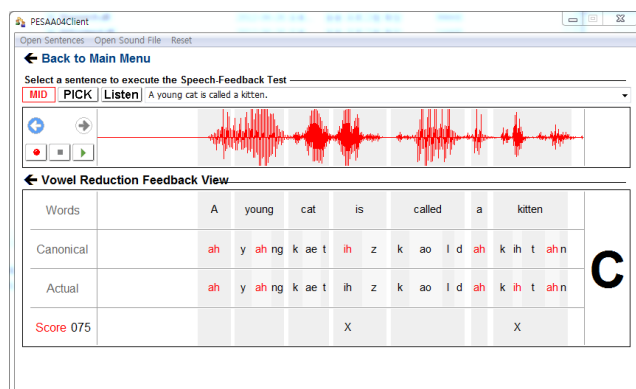 PESAA04Client
Open Sentences Open Sound File Reset
Back to Main Menu
Select a sentence to execute the Speech-Feedback Test
MID PICK Listen A young cat is called a kitten.
Vowel Reduction Feedback View
Words A young cat is called a kitten
Canonical ah y ah ng k ae t ih z k ao l d ah k ih t ah n
Actual ah y ah ng k ae t ih z k ao l d ah k ih t ah n
C
Score 075 X X